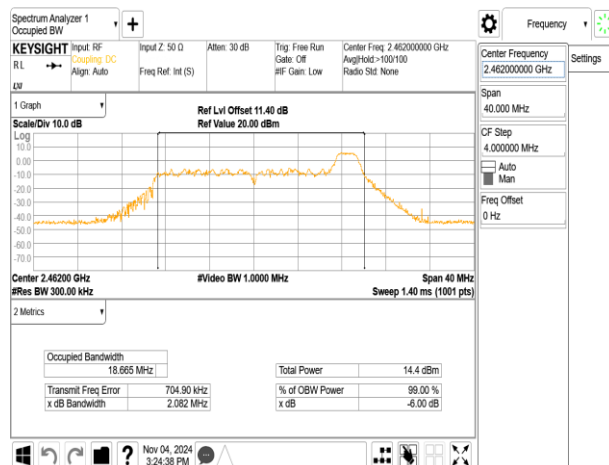 Spectrum Analyzer 1
Occupied BW
Frequency
KEYSIGHT
R L
Input: RF
Coupling: DC
Align: Auto
Input Z: 50 Ω
Freq Ref: Int (S)
Atten: 30 dB
Trig: Free Run
Gate: Off
#IF Gain: Low
Center Freq: 2.462000000 GHz
Avg|Hold:>100/100
Radio Std: None
Center Frequency
2.462000000 GHz
Settings
Span
40.000 MHz
CF Step
4.000000 MHz
Auto
Man
Freq Offset
0 Hz
1 Graph
Scale/Div 10.0 dB
Ref Lvl Offset 11.40 dB
Ref Value 20.00 dBm
Log
10.0
0.00
-10.0
-20.0
-30.0
-40.0
-50.0
-60.0
-70.0
Center 2.46200 GHz
#Res BW 300.00 kHz
#Video BW 1.0000 MHz
Span 40 MHz
Sweep 1.40 ms (1001 pts)
2 Metrics
Occupied Bandwidth
18.665 MHz
Total Power 14.4 dBm
Transmit Freq Error 704.90 kHz
% of OBW Power 99.00 %
x dB Bandwidth 2.082 MHz
x dB -6.00 dB
?
Nov 04, 2024
3:24:38 PM